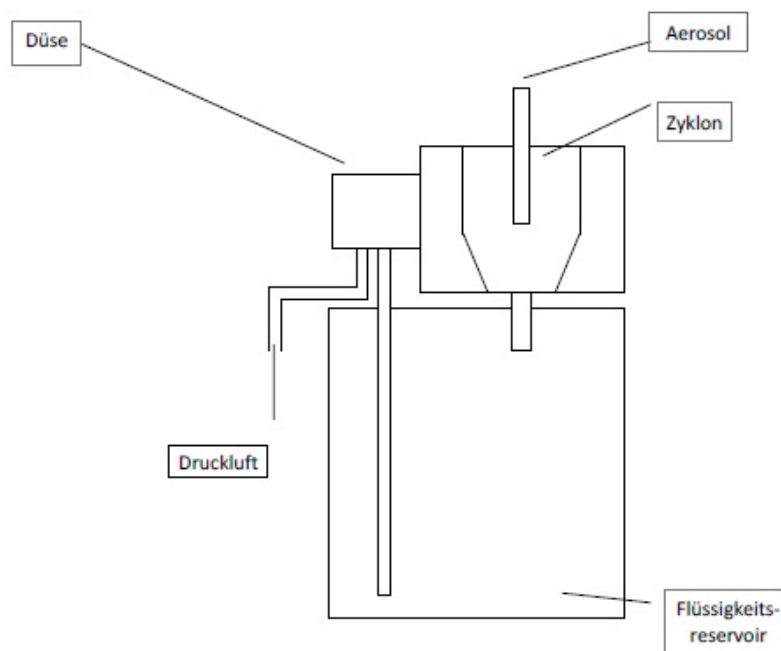 Düse
Aerosol
Zyklon
Druckluft
Flüssigkeits-
reservoir